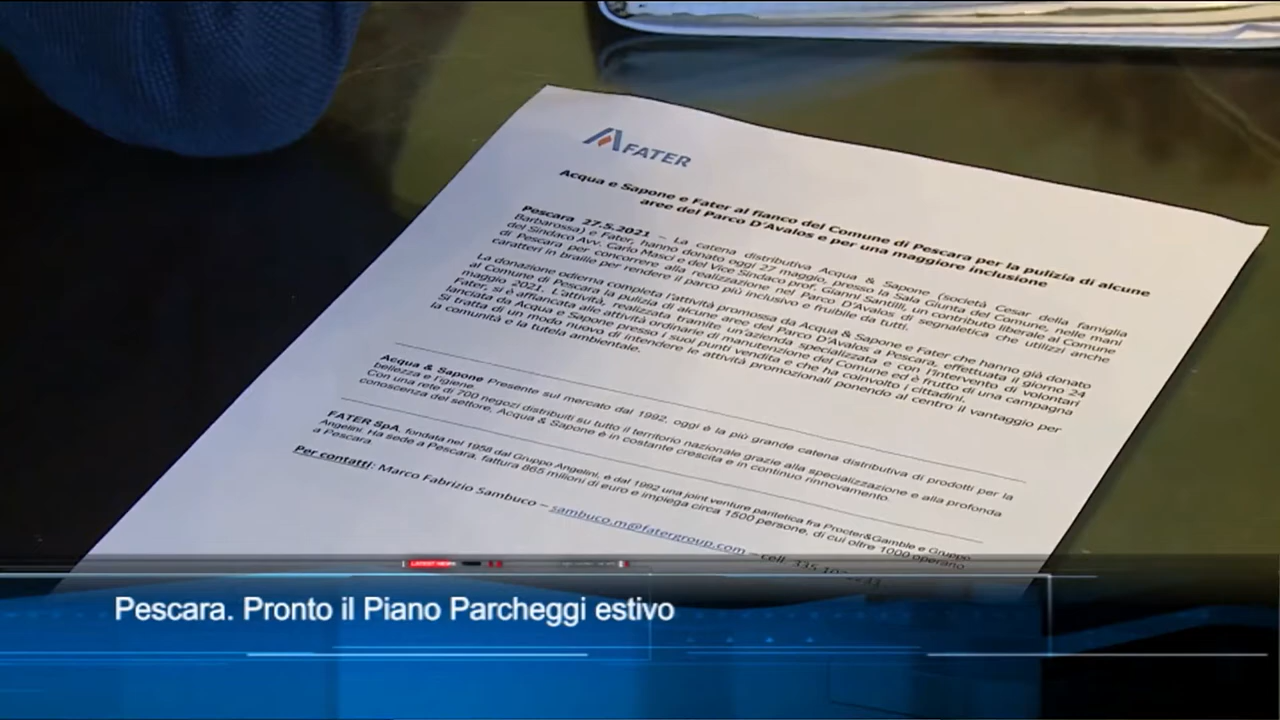 FATER
Acqua e Sapone e Fater al fianco del Comune di Pescara per la pulizia di alcune
aree del Parco D'Avalos e per una maggiore inclusione
Pescara 27.5.2021 – La catena distributiva Acqua & Sapone (società Cesar della famiglia
Barbarossa) e Fater, hanno donato oggi 27 maggio, presso la Sala Giunta del Comune, nelle mani
del Sindaco Avv. Carlo Masci e del Vice Sindaco prof. Gianni Santilli, un contributo liberale al Comune
di Pescara per concorrere alla realizzazione nel Parco D'Avalos di segnaletica che utilizzi anche
caratteri in braille per rendere il parco più inclusivo e fruibile da tutti.
La donazione odierna completa l'attività promossa da Acqua & Sapone e Fater che hanno già donato
al Comune di Pescara la pulizia di alcune aree del Parco D'Avalos a Pescara, effettuata il giorno 24
maggio 2021. L'attività, realizzata tramite un'azienda specializzata e con l'intervento di volontari
Fater, si è affiancata alle attività ordinarie di manutenzione del Comune ed è frutto di una campagna
lanciata da Acqua e Sapone presso i suoi punti vendita e che ha coinvolto i cittadini.
Si tratta di un modo nuovo di intendere le attività promozionali ponendo al centro il vantaggio per
la comunità e la tutela ambientale.
Acqua & Sapone Presente sul mercato dal 1992, oggi è la più grande catena distributiva di prodotti per la
bellezza e l'igiene.
Con una rete di 700 negozi distribuiti su tutto il territorio nazionale grazie alla specializzazione e alla profonda
conoscenza del settore, Acqua & Sapone è in costante crescita e in continuo rinnovamento.
FATER SpA, fondata nel 1958 dal Gruppo Angelini, è dal 1992 una joint venture paritetica fra Procter&Gamble e Gruppo
Angelini. Ha sede a Pescara, fattura 865 milioni di euro e impiega circa 1500 persone, di cui oltre 1000 operano
a Pescara.
Per contatti: Marco Fabrizio Sambuco – sambuco.m@fatergroup.com – cell. 335
LATEST NEWS
Pescara. Pronto il Piano Parcheggi estivo